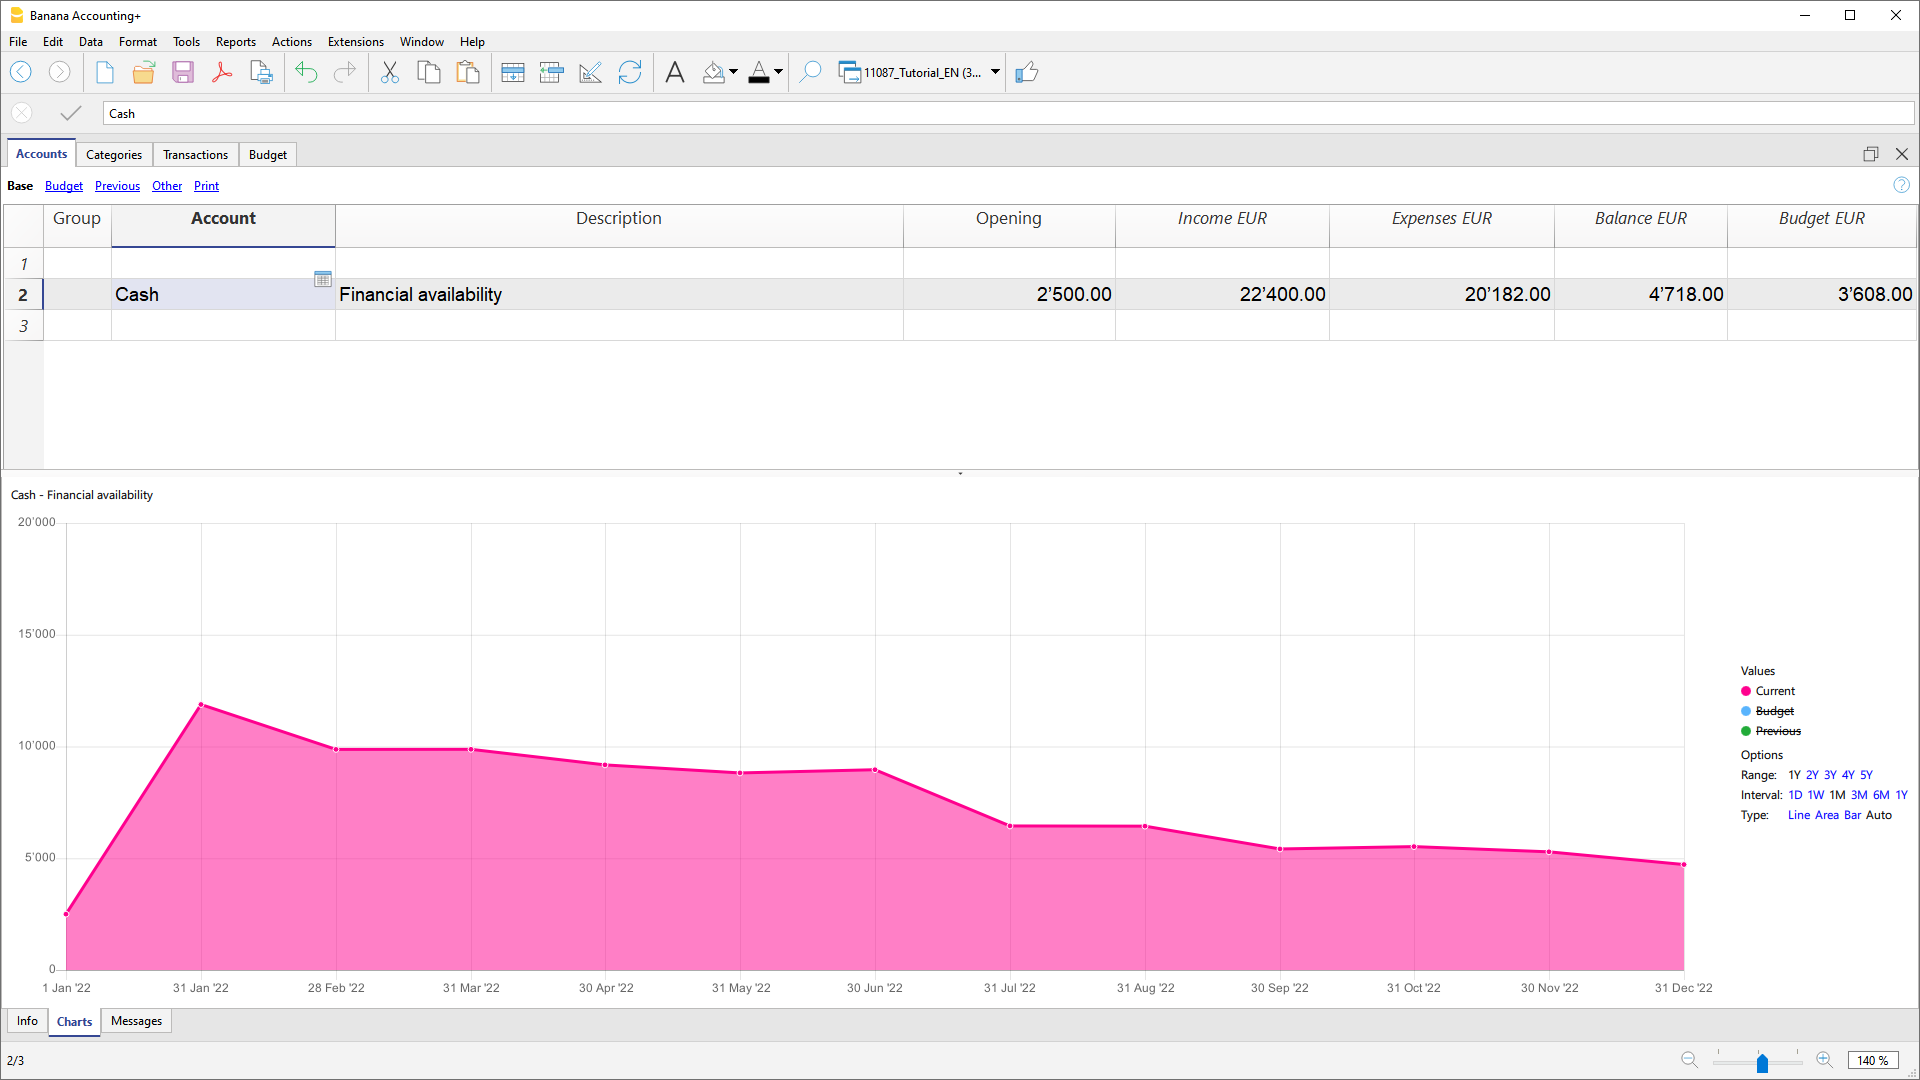 Banana Accounting+
File Edit Data Format Tools Reports Actions Extensions Window Help
11087_Tutorial_EN (3...
Cash
Accounts Categories Transactions Budget
Base Budget Previous Other Print
Group Account Description Opening Income EUR Expenses EUR Balance EUR Budget EUR
1
2 Cash Financial availability 2’500.00 22’400.00 20’182.00 4’718.00 3’608.00
3
Cash - Financial availability
20'000
15'000
10'000
5'000
0
1 Jan '22 31 Jan '22 28 Feb '22 31 Mar '22 30 Apr '22 31 May '22 30 Jun '22 31 Jul '22 31 Aug '22 30 Sep '22 31 Oct '22 30 Nov '22 31 Dec '22
Values
Current
Budget
Previous
Options
Range: 1Y 2Y 3Y 4Y 5Y
Interval: 1D 1W 1M 3M 6M 1Y
Type: Line Area Bar Auto
Info Charts Messages
2/3
140 %